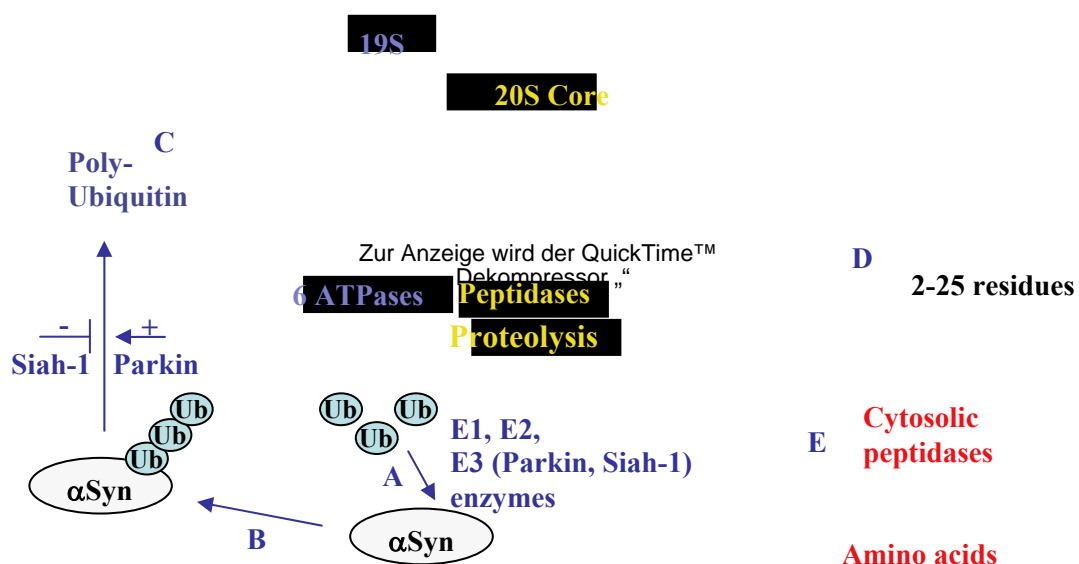 19S
20S Core
C
Poly-
Ubiquitin
Zur Anzeige wird der QuickTime™
Dekompressor „“
D
6 ATPases
Peptidases
2-25 residues
Proteolysis
-
+
Siah-1
Parkin
Ub
Ub
Ub
αSyn
Ub
Ub
Ub
A
E1, E2,
E3 (Parkin, Siah-1)
enzymes
E
Cytosolic
peptidases
B
αSyn
Amino acids